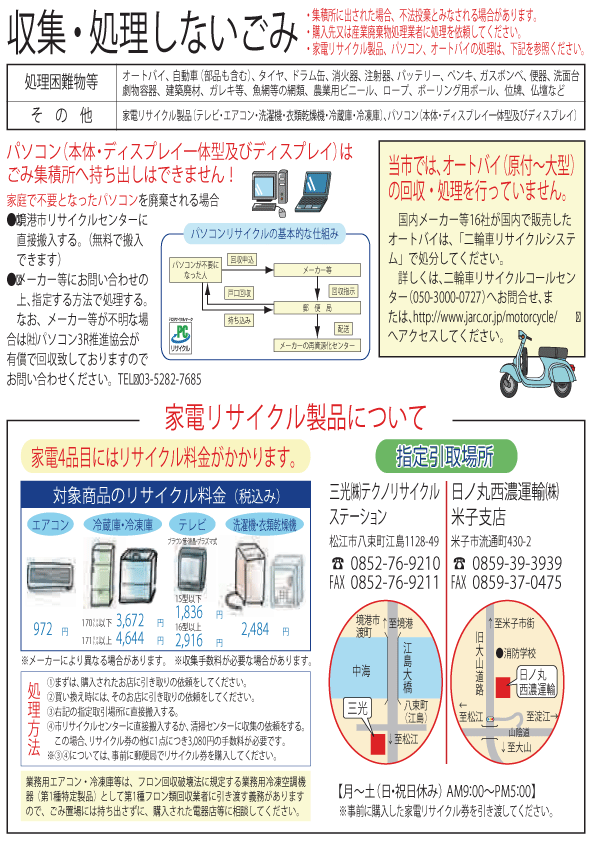 収集・処理しないごみ
・集積所に出された場合、不法投棄とみなされる場合があります。
・購入先又は産業廃棄物処理業者に処理を依頼してください。
・家電リサイクル製品、パソコン、オートバイの処理は、下記を参照ください。
処理困難物等
オートバイ、自動車(部品も含む)、タイヤ、ドラム缶、消火器、注射器、バッテリー、ペンキ、ガスボンベ、便器、洗面台
劇物容器、建築廃材、ガレキ等、魚網等の網類、農業用ビニール、ロープ、ボーリング用ボール、位牌、仏壇など
その他
家電リサイクル製品(テレビ・エアコン・洗濯機・衣類乾燥機・冷蔵庫・冷凍庫)、パソコン(本体・ディスプレイ一体型及びディスプレイ)
パソコン(本体・ディスプレイ一体型及びディスプレイ)は
ごみ集積所へ持ち出しはできません!
家庭で不要となったパソコンを廃棄される場合
●境港市リサイクルセンターに
直接搬入する。(無料で搬入
できます)
●メーカー等にお問い合わせの
上、指定する方法で処理する。
なお、メーカー等が不明な場
合は㈳パソコン3R推進協会が
有償で回収致しておりますので
お問い合わせください。TEL 03-5282-7685
パソコンリサイクルの基本的な仕組み
パソコンが不要に
なった人
回収申込
メーカー等
戸口回収
回収指示
郵便局
持ち込み
配送
メーカーの再資源化センター
PCリサイクルマーク
PC
リサイクル
当市では、オートバイ(原付〜大型)
の回収・処理を行っていません。
国内メーカー等16社が国内で販売した
オートバイは、「二輪車リサイクルシステ
ム」で処分してください。
詳しくは、二輪車リサイクルコールセン
ター(050-3000-0727)へお問合せ、ま
たは、http://www.jarc.or.jp/motorcycle/
へアクセスしてください。
家電リサイクル製品について
家電4品目にはリサイクル料金がかかります。
対象商品のリサイクル料金(税込み)
エアコン
冷蔵庫・冷凍庫
テレビ
洗濯機・衣類乾燥機
ブラウン管・液晶・プラズマ式
972円
170リットル以下 3,672円
171リットル以上 4,644円
15型以下
1,836円
16型以上
2,916円
2,484円
※メーカーにより異なる場合があります。 ※収集手数料が必要な場合があります。
処理方法
①まずは、購入されたお店に引き取りの依頼をしてください。
②買い換え時には、そのお店に引き取りの依頼をしてください。
③右記の指定取引場所に直接搬入する。
④市リサイクルセンターに直接搬入するか、清掃センターに収集の依頼をする。
この場合、リサイクル券の他に1点につき3,080円の手数料が必要です。
※③④については、事前に郵便局でリサイクル券を購入してください。
業務用エアコン・冷凍庫等は、フロン回収破壊法に規定する業務用冷凍空調機
器(第1種特定製品)として第1種フロン類回収業者に引き渡す義務があります
ので、ごみ置場には持ち出さずに、購入された電器店等に相談してください。
指定引取場所
三光㈱テクノリサイクル
ステーション
松江市八束町江島1128-49
☎ 0852-76-9210
FAX 0852-76-9211
日ノ丸西濃運輸㈱
米子支店
米子市流通町430-2
☎ 0859-39-3939
FAX 0859-37-0475
境港市
渡町
至境港
中海
江島大橋
八束町
(江島)
三光
至松江
至米子市街
旧大山道路
消防学校
日ノ丸
西濃運輸
至松江
至淀江
山陰道
至大山
【月〜土(日・祝日休み) AM9:00〜PM5:00】
※事前に購入した家電リサイクル券を引き渡してください。